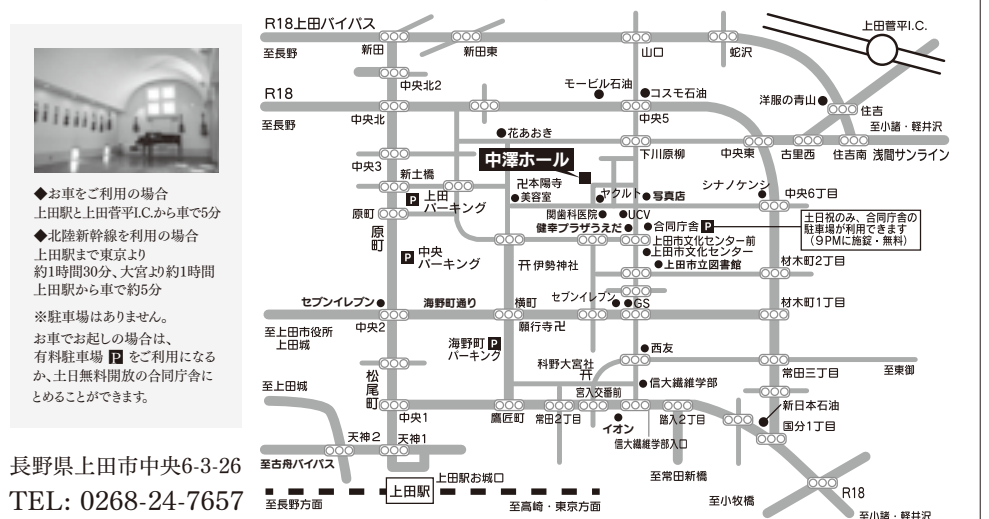 ◆お車をご利用の場合
上田駅と上田菅平I.C.から車で5分
◆北陸新幹線を利用の場合
上田駅まで東京より
約1時間30分、大宮より約1時間
上田駅から車で約5分
※駐車場はありません。
お車でお起しの場合は、
有料駐車場 P をご利用になる
か、土日無料開放の合同庁舎に
とめることができます。
長野県上田市中央6-3-26
TEL: 0268-24-7657
R18上田バイパス
至長野
新田
新田東
山口
蛇沢
上田菅平I.C.
中央北2
モービル石油
コスモ石油
洋服の青山
住吉
R18
至長野
中央北
中央5
至小諸・軽井沢
花あおき
中央3
中澤ホール
下川原柳
中央東
古里西
住吉南
浅間サンライン
新土橋
卍本陽寺
美容室
ヤクルト
写真店
シナノケンシ
中央6丁目
P 上田
パーキング
原町
原町
関歯科医院
UCV
健幸プラザうえだ
合同庁舎 P
土日祝のみ、合同庁舎の
駐車場が利用できます
(9PMに施錠・無料)
上田市文化センター前
上田市文化センター
上田市立図書館
P 中央
パーキング
伊勢神社
材木町2丁目
セブンイレブン
海野町通り
横町
セブンイレブン
GS
材木町1丁目
中央2
願行寺卍
至上田市役所
上田城
海野町 P
パーキング
西友
科野大宮社
常田三丁目
至東御
至上田城
松尾町
宮入交番前
信大繊維学部
新日本石油
中央1
鷹匠町
常田2丁目
イオン
踏入2丁目
国分1丁目
信大繊維学部入口
天神2
天神1
至古舟バイパス
上田駅お城口
至常田新橋
上田駅
至長野方面
至高崎・東京方面
至小牧橋
R18
至小諸・軽井沢